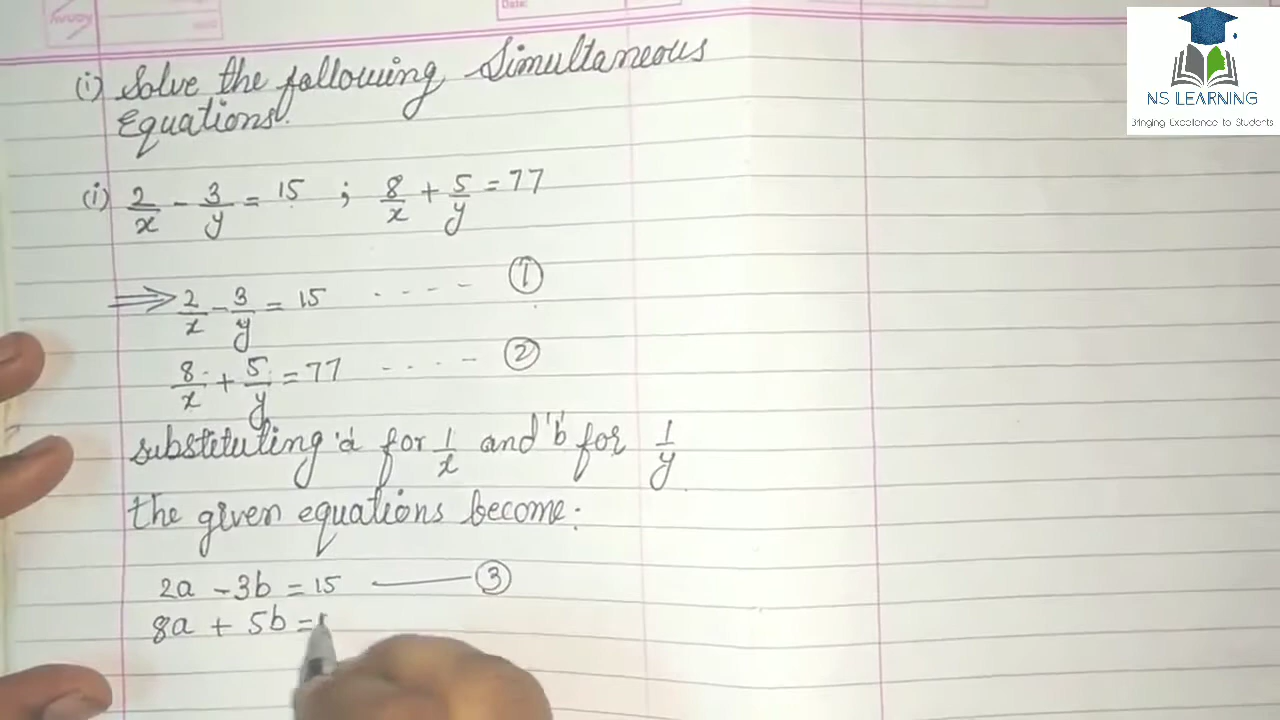 Date:
NS LEARNING
Bringing Excellence to Students
(i) Solve the following Simultaneous
Equations.
(i) 2/x - 3/y = 15 ; 8/x + 5/y = 77
⇒ 2/x - 3/y = 15 - - - - ①
8/x + 5/y = 77 - - - - ②
substituting 'a' for 1/x and 'b' for 1/y
the given equations become:
2a - 3b = 15 —— ③
8a + 5b =